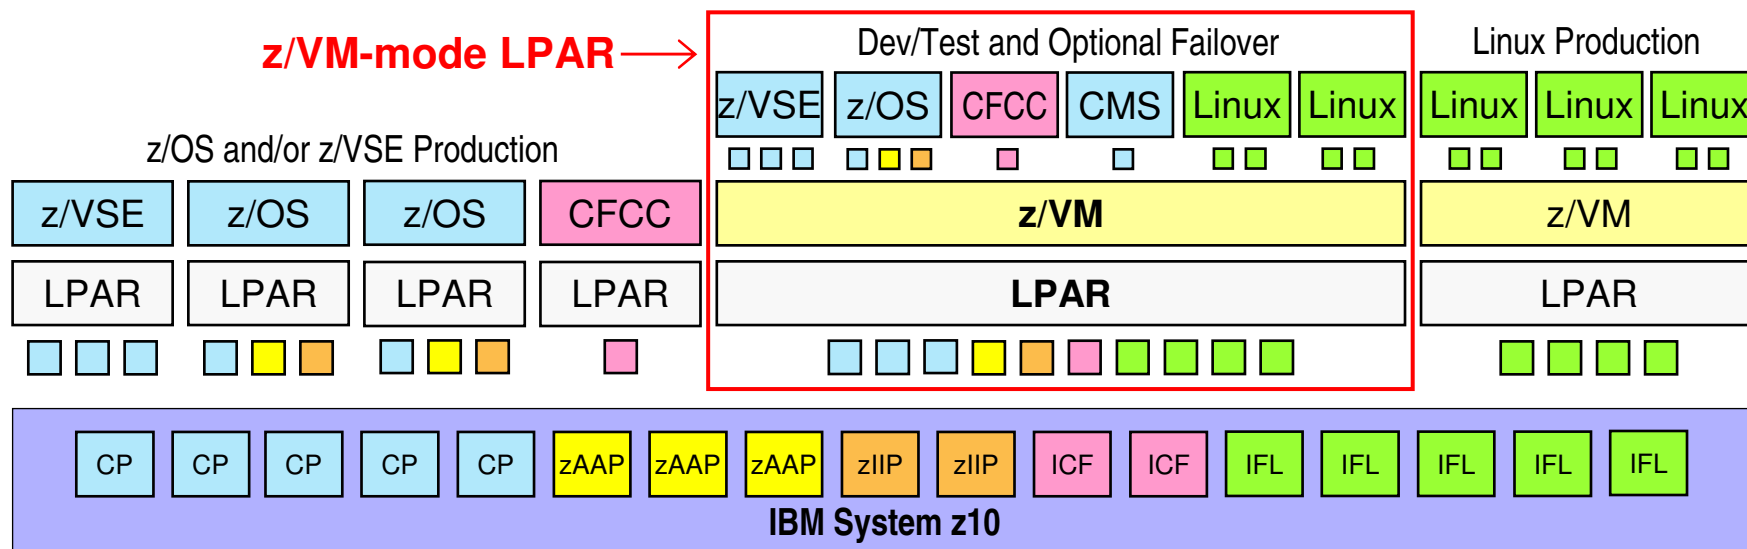 z/VM-mode LPAR
Dev/Test and Optional Failover
Linux Production
z/VSE z/OS CFCC CMS Linux Linux Linux Linux Linux
z/OS and/or z/VSE Production
z/VSE z/OS z/OS CFCC z/VM z/VM
LPAR LPAR LPAR LPAR LPAR LPAR
CP CP CP CP CP zAAP zAAP zAAP zIIP zIIP ICF ICF IFL IFL IFL IFL IFL
IBM System z10